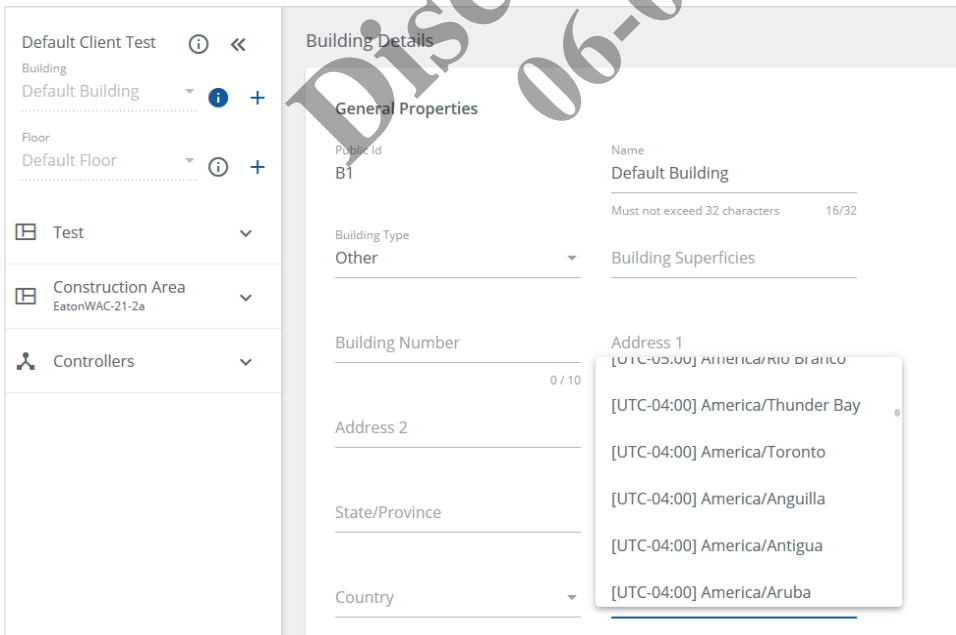 Default Client Test
Building
Default Building
Floor
Default Floor
Test
Construction Area
EatonWAC-21-2a
Controllers
Building Details
General Properties
Public Id
B1
Name
Default Building
Must not exceed 32 characters 16/32
Building Type
Other
Building Superficies
Building Number
0 / 10
Address 1
Address 2
State/Province
Country
[UTC-05:00] America/Rio Branco
[UTC-04:00] America/Thunder Bay
[UTC-04:00] America/Toronto
[UTC-04:00] America/Anguilla
[UTC-04:00] America/Antigua
[UTC-04:00] America/Aruba